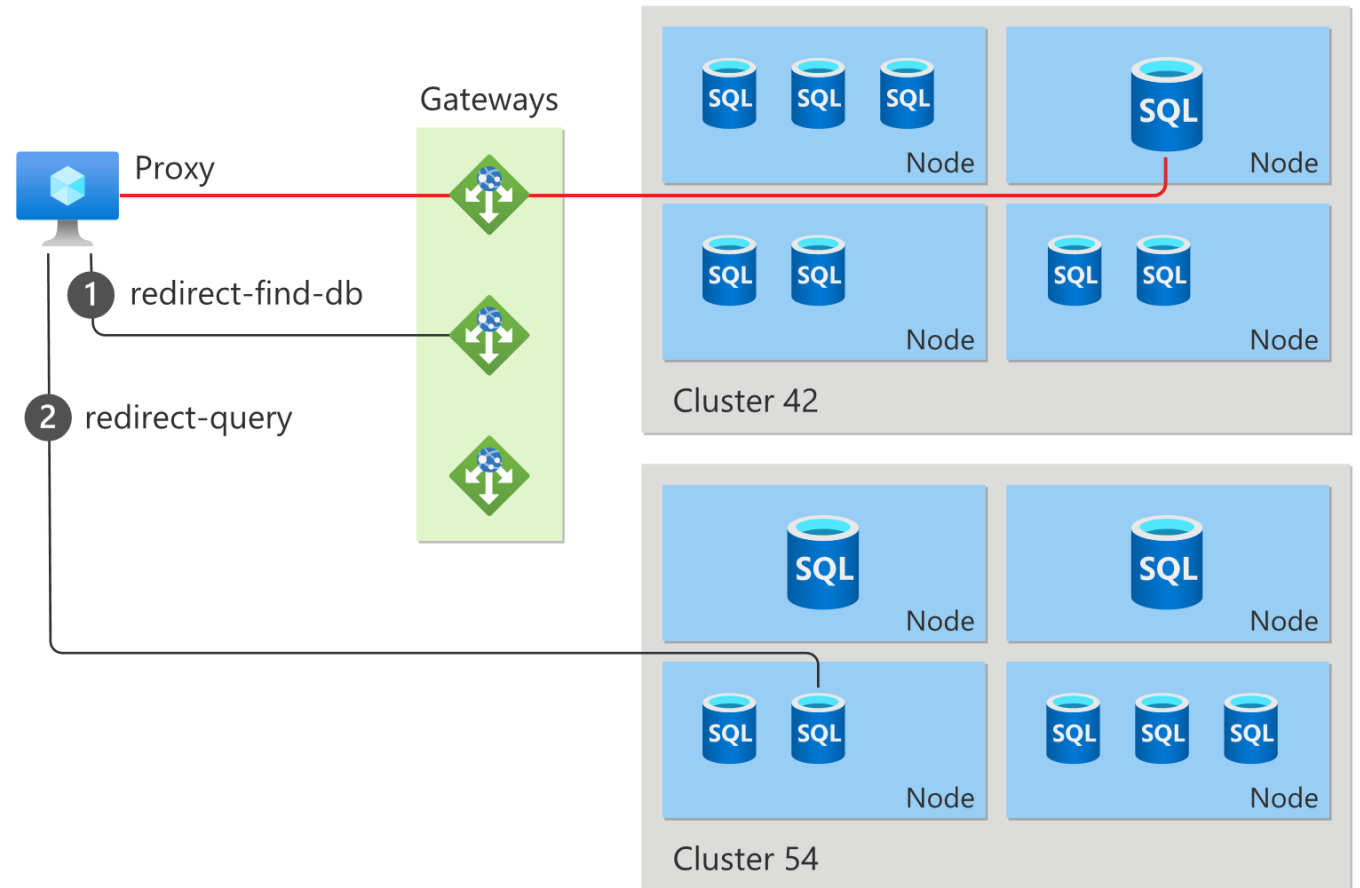 Gateways
Proxy
1 redirect-find-db
2 redirect-query
SQL SQL SQL
Node
SQL
Node
SQL SQL
Node
SQL SQL
Node
Cluster 42
SQL
Node
SQL
Node
SQL SQL
Node
SQL SQL SQL
Node
Cluster 54